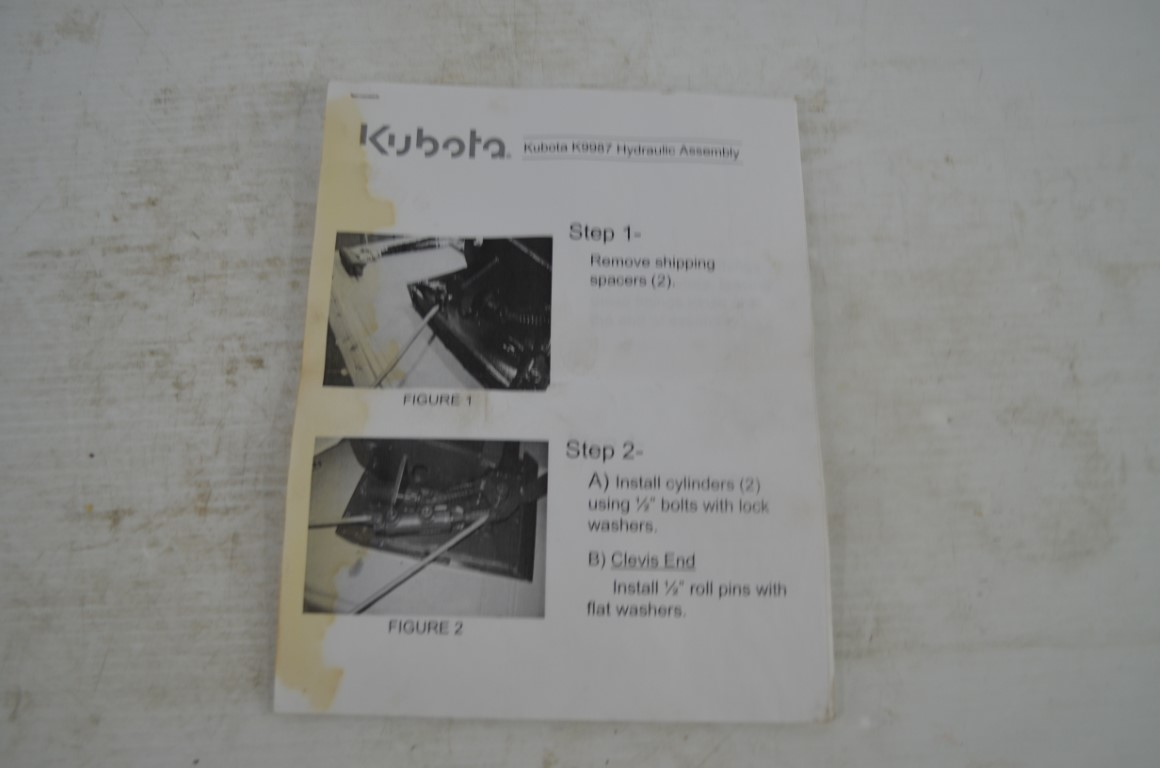 Kubota
Kubota K9987 Hydraulic Assembly
Step 1-
Remove shipping
spacers (2).
FIGURE 1
Step 2-
A) Install cylinders (2)
using ½" bolts with lock
washers.
B) Clevis End
Install ½" roll pins with
flat washers.
FIGURE 2